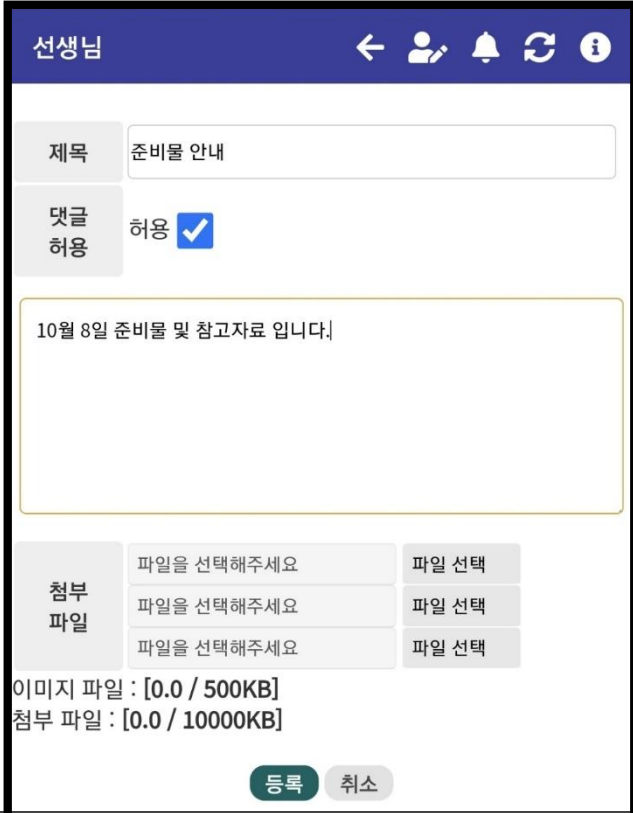 선생님
제목 준비물 안내
댓글
허용
허용
10월 8일 준비물 및 참고자료 입니다.
첨부
파일
파일을 선택해주세요 파일 선택
파일을 선택해주세요 파일 선택
파일을 선택해주세요 파일 선택
이미지 파일 : [0.0 / 500KB]
첨부 파일 : [0.0 / 10000KB]
등록 취소